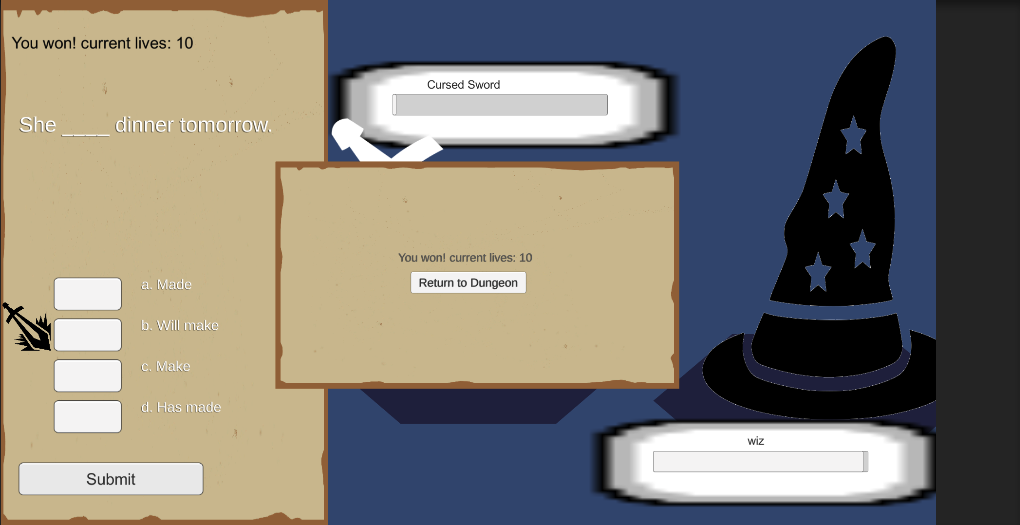 You won! current lives: 10
She ____ dinner tomorrow.
a. Made
b. Will make
c. Make
d. Has made
Submit
Cursed Sword
You won! current lives: 10
Return to Dungeon
wiz